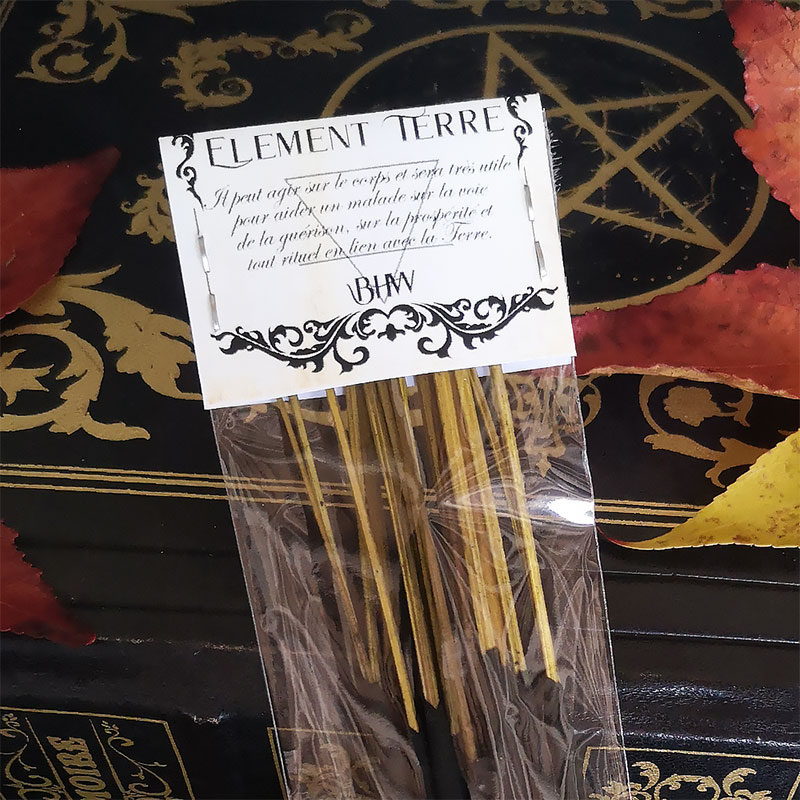 ELEMENT TERRE
Il peut agir sur le corps et sera très utile
pour aider un malade sur la voie
de la guérison, sur la prospérité et
tout rituel en lien avec la Terre.
BHW